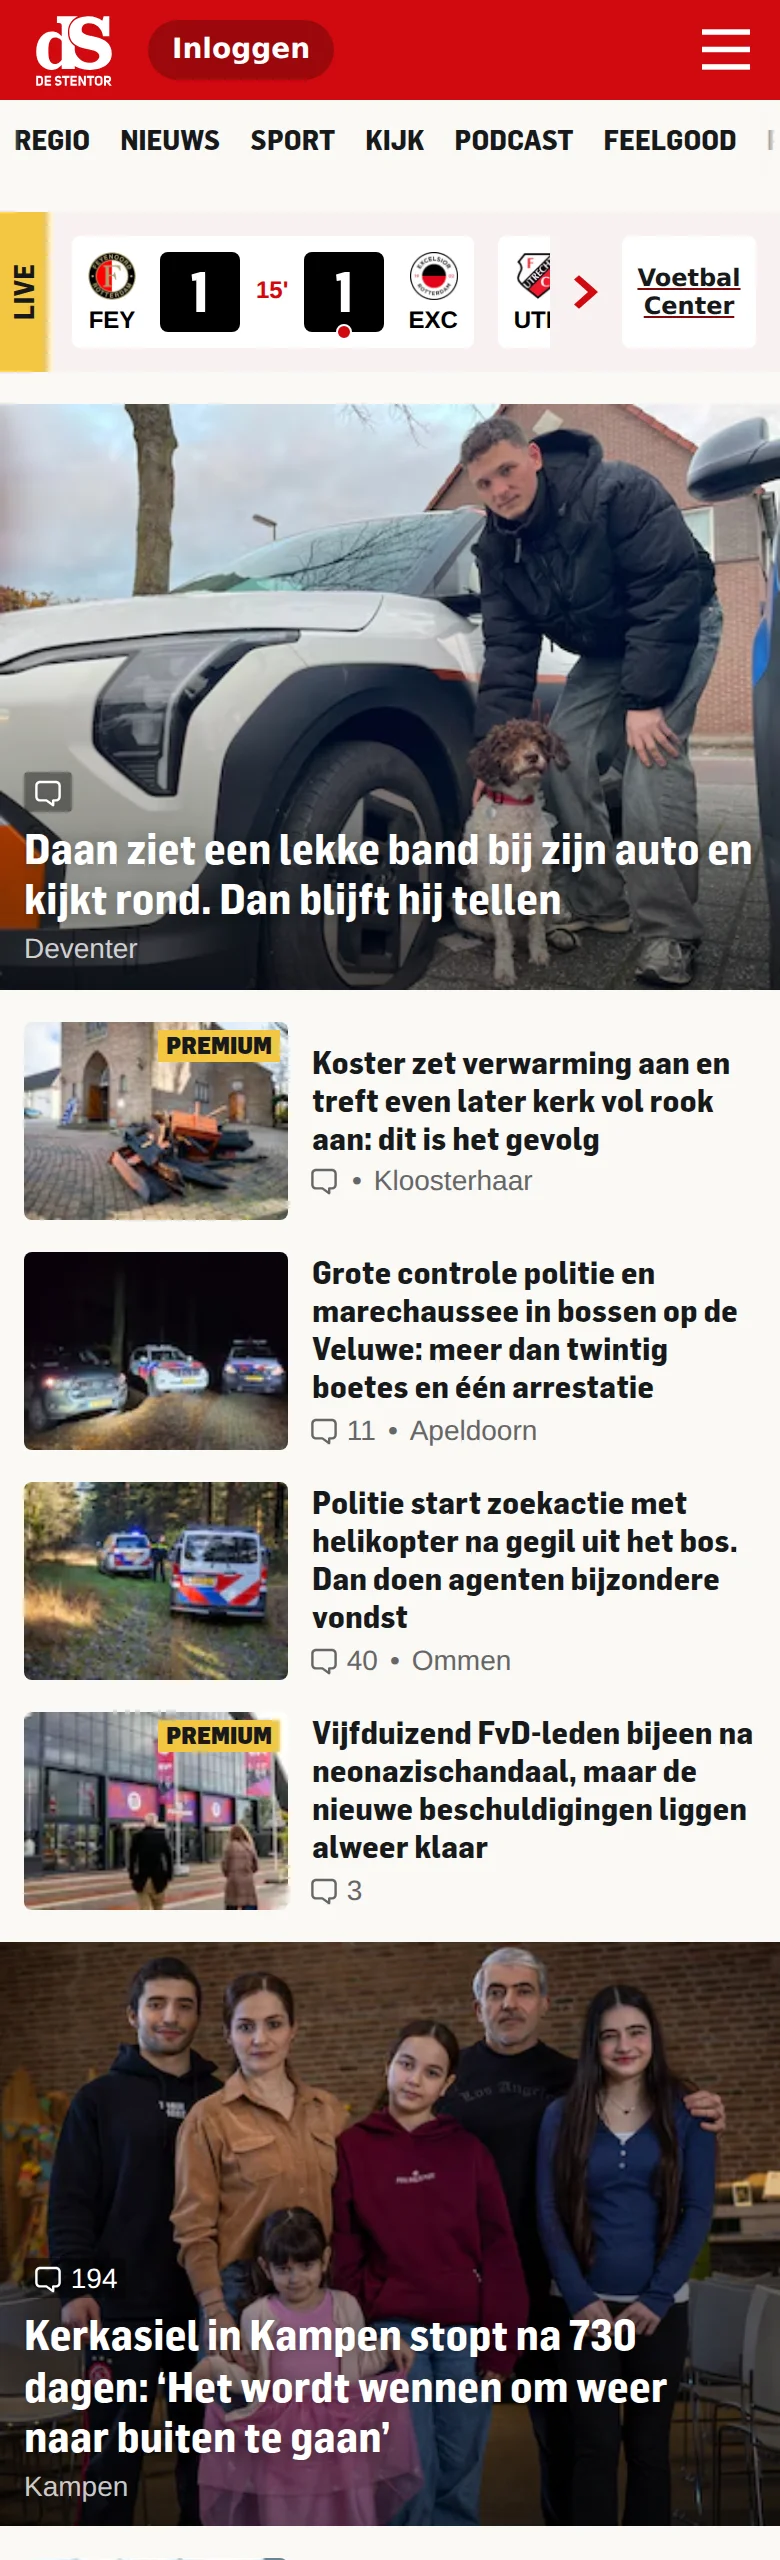 dS
DE STENTOR
Inloggen
REGIO NIEUWS SPORT KIJK PODCAST FEELGOOD
LIVE
1 15' 1
FEY EXC UTR
Voetbal
Center
Daan ziet een lekke band bij zijn auto en
kijkt rond. Dan blijft hij tellen
Deventer
PREMIUM
Koster zet verwarming aan en
treft even later kerk vol rook
aan: dit is het gevolg
• Kloosterhaar
Grote controle politie en
marechaussee in bossen op de
Veluwe: meer dan twintig
boetes en één arrestatie
11 • Apeldoorn
Politie start zoekactie met
helikopter na gegil uit het bos.
Dan doen agenten bijzondere
vondst
40 • Ommen
PREMIUM
Vijfduizend FvD-leden bijeen na
neonazischandaal, maar de
nieuwe beschuldigingen liggen
alweer klaar
3
Los Angeles
194
Kerkasiel in Kampen stopt na 730
dagen: ‘Het wordt wennen om weer
naar buiten te gaan’
Kampen